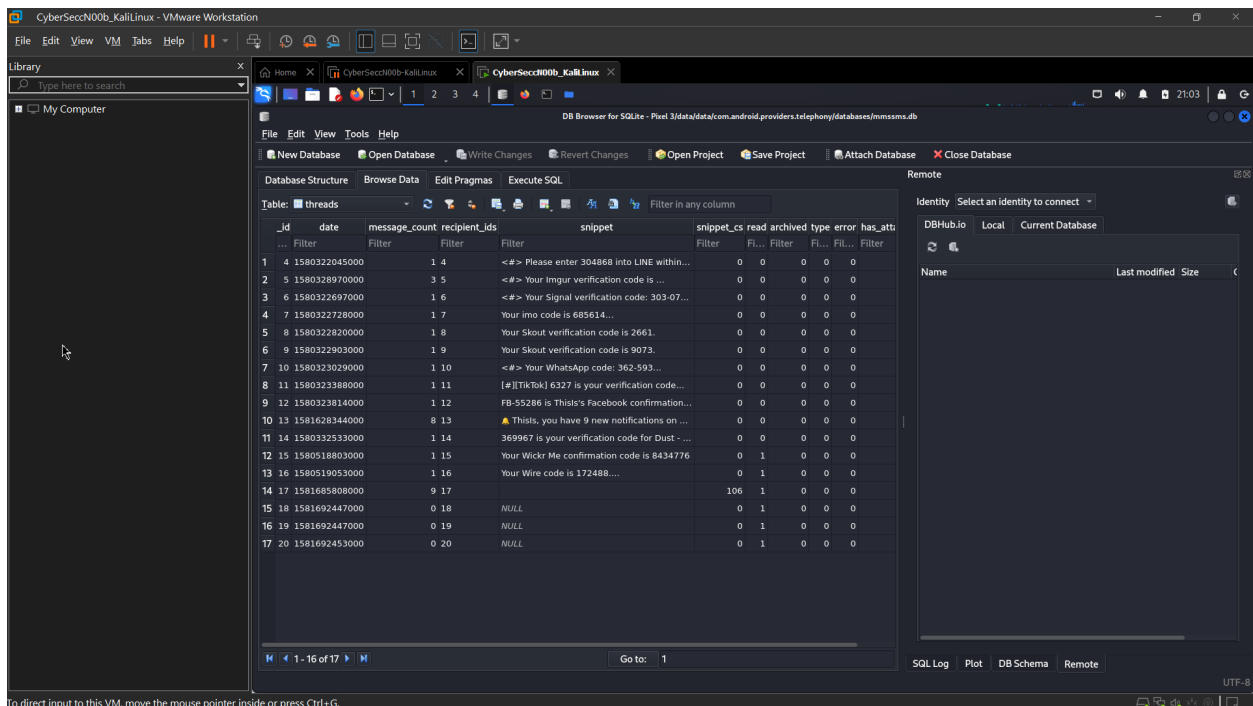 CyberSeccN00b_KaliLinux - VMware Workstation
File Edit View VM Tabs Help
Library X
Type here to search
My Computer
Home CyberSeccN00b-KaliLinux CyberSeccN00b_KaliLinux
1 2 3 4 21:03
DB Browser for SQLite - Pixel 3/data/data/com.android.providers.telephony/databases/mmssms.db
File Edit View Tools Help
New Database Open Database Write Changes Revert Changes Open Project Save Project Attach Database Close Database
Database Structure Browse Data Edit Pragmas Execute SQL
Table: threads Filter in any column
_id date message_count recipient_ids snippet snippet_cs read archived type error has_atta
... Filter Filter Filter Filter Filter Fi... Filter Fi... Fil... Filter
1 4 1580322045000 1 4 <#> Please enter 304868 into LINE within... 0 0 0 0 0
2 5 1580328970000 3 5 <#> Your Imgur verification code is ... 0 0 0 0 0
3 6 1580322697000 1 6 <#> Your Signal verification code: 303-07... 0 0 0 0 0
4 7 1580322728000 1 7 Your imo code is 685614... 0 0 0 0 0
5 8 1580322820000 1 8 Your Skout verification code is 2661. 0 0 0 0 0
6 9 1580322903000 1 9 Your Skout verification code is 9073. 0 0 0 0 0
7 10 1580323029000 1 10 <#> Your WhatsApp code: 362-593... 0 0 0 0 0
8 11 1580323388000 1 11 [#][TikTok] 6327 is your verification code... 0 0 0 0 0
9 12 1580323814000 1 12 FB-55286 is ThisIs's Facebook confirmation... 0 0 0 0 0
10 13 1581628344000 8 13 🔔 ThisIs, you have 9 new notifications on ... 0 0 0 0 0
11 14 1580332533000 1 14 369967 is your verification code for Dust - ... 0 0 0 0 0
12 15 1580518803000 1 15 Your Wickr Me confirmation code is 8434776 0 1 0 0 0
13 16 1580519053000 1 16 Your Wire code is 172488.... 0 1 0 0 0
14 17 1581685808000 9 17 106 1 0 0 0
15 18 1581692447000 0 18 NULL 0 1 0 0 0
16 19 1581692447000 0 19 NULL 0 1 0 0 0
17 20 1581692453000 0 20 NULL 0 1 0 0 0
1 - 16 of 17 Go to: 1
Remote
Identity Select an identity to connect
DBHub.io Local Current Database
Name Last modified Size
SQL Log Plot DB Schema Remote
UTF-8
To direct input to this VM, move the mouse pointer inside or press Ctrl+G.